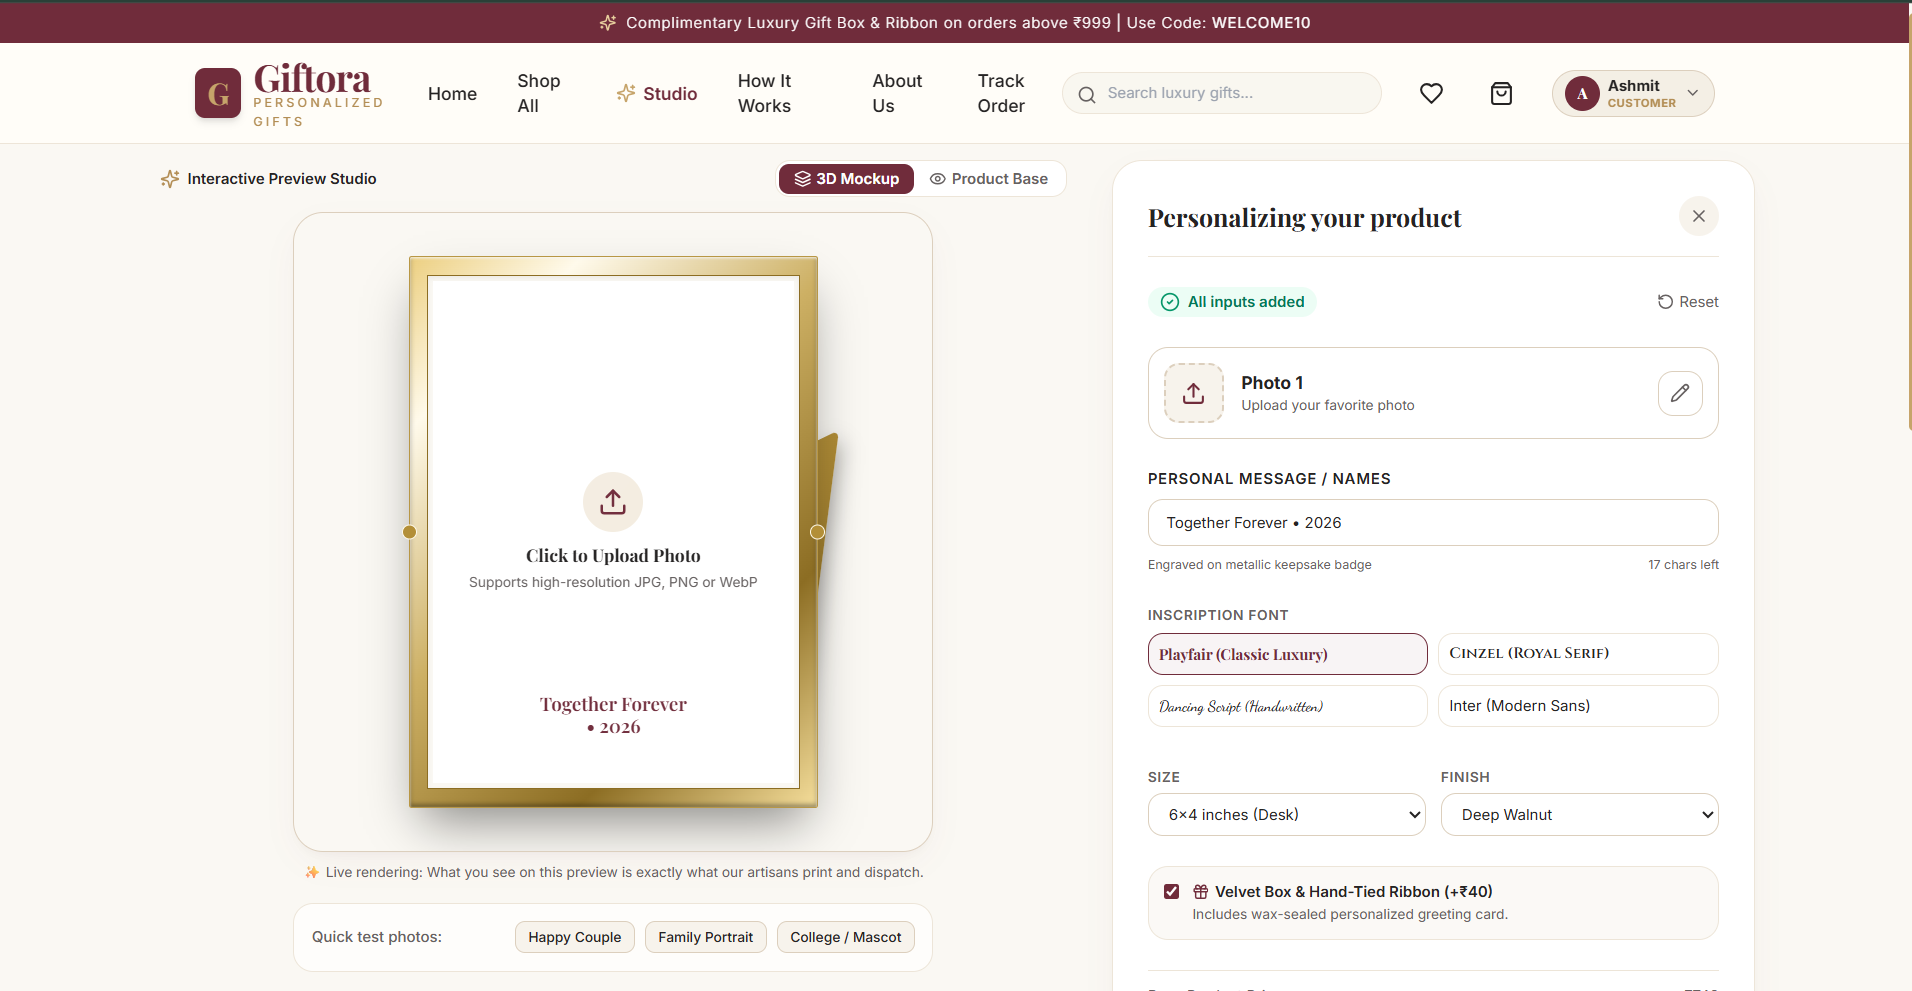 Complimentary Luxury Gift Box & Ribbon on orders above ₹999 | Use Code: WELCOME10
G
Giftora
PERSONALIZED
GIFTS
Home
Shop
All
Studio
How It
Works
About
Us
Track
Order
Search luxury gifts...
A
Ashmit
CUSTOMER
Interactive Preview Studio
3D Mockup
Product Base
Click to Upload Photo
Supports high-resolution JPG, PNG or WebP
Together Forever
• 2026
✨ Live rendering: What you see on this preview is exactly what our artisans print and dispatch.
Quick test photos:
Happy Couple
Family Portrait
College / Mascot
Personalizing your product
All inputs added
Reset
Photo 1
Upload your favorite photo
PERSONAL MESSAGE / NAMES
Together Forever • 2026
Engraved on metallic keepsake badge
17 chars left
INSCRIPTION FONT
Playfair (Classic Luxury)
Cinzel (Royal Serif)
Dancing Script (Handwritten)
Inter (Modern Sans)
SIZE
FINISH
6×4 inches (Desk)
Deep Walnut
Velvet Box & Hand-Tied Ribbon (+₹40)
Includes wax-sealed personalized greeting card.